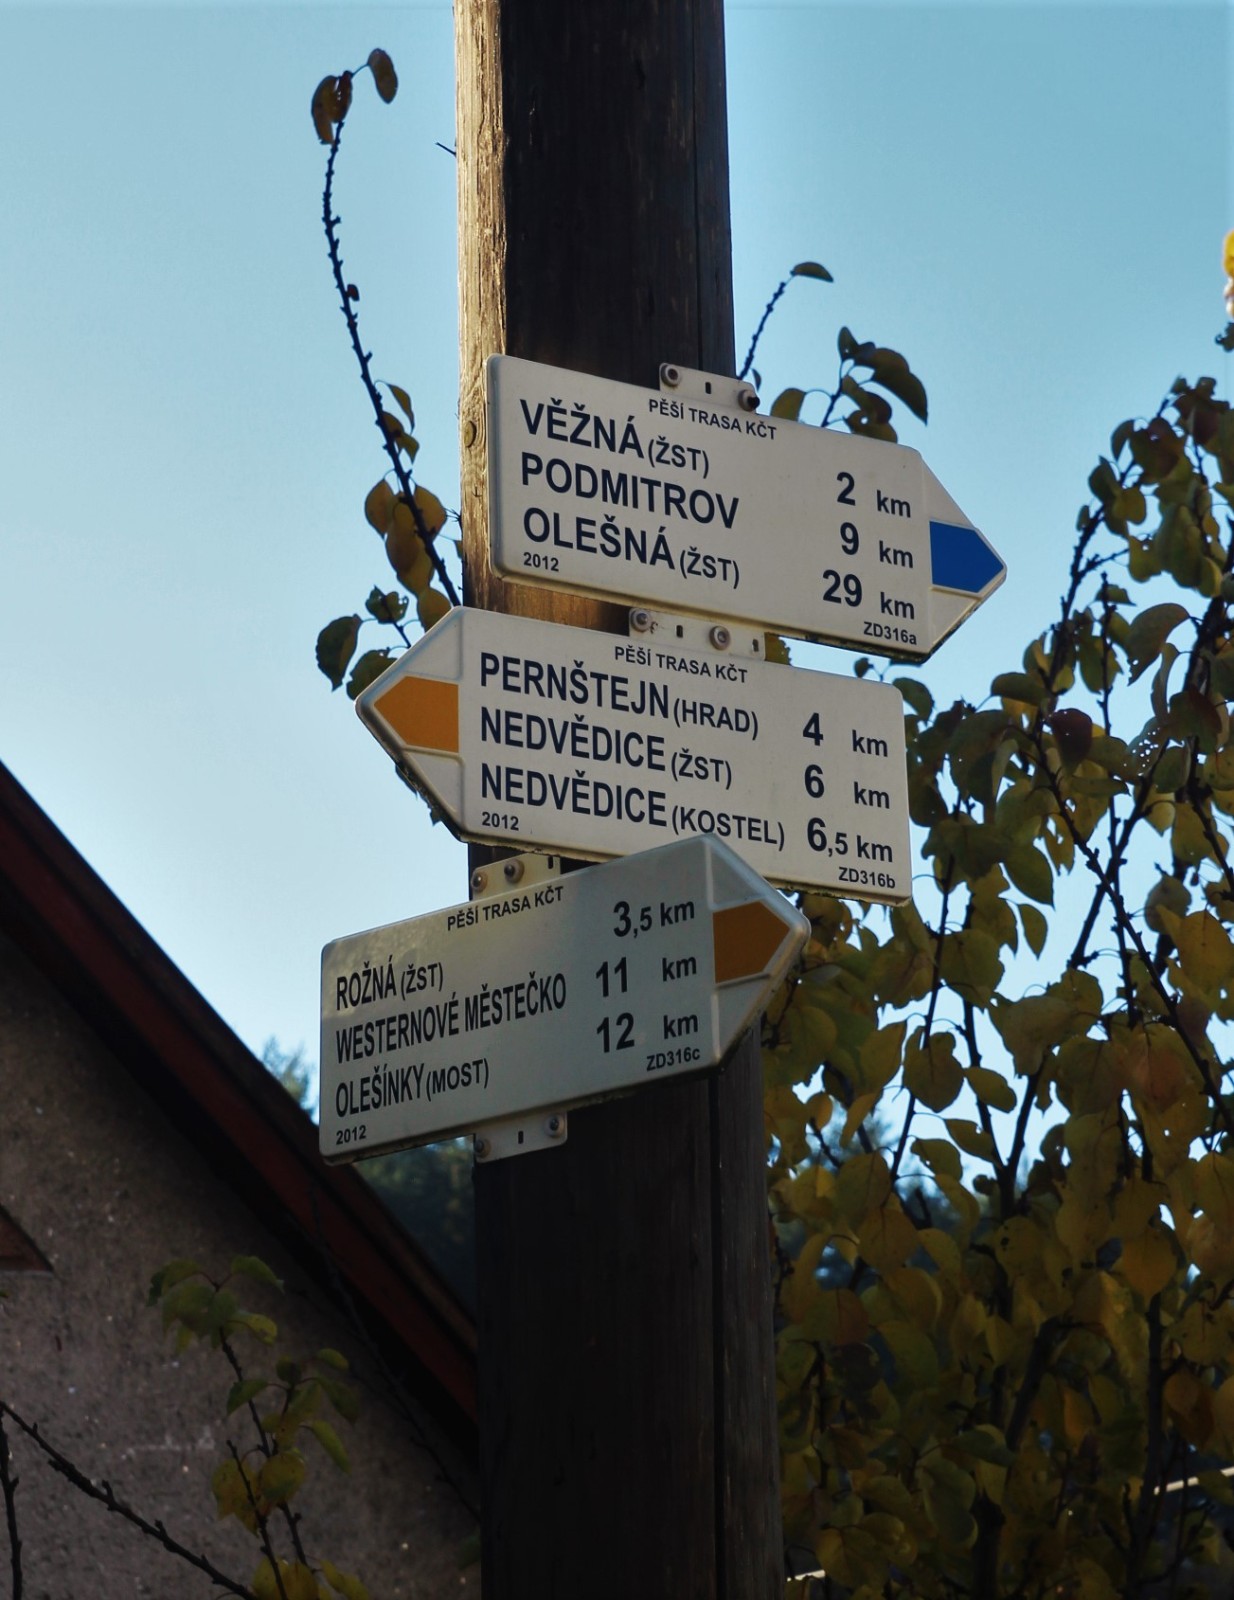 PĚŠÍ TRASA KČT
VĚŽNÁ (ŽST) 2 km
PODMITROV 9 km
OLEŠNÁ (ŽST) 29 km
2012 ZD316a
PĚŠÍ TRASA KČT
PERNŠTEJN (HRAD) 4 km
NEDVĚDICE (ŽST) 6 km
NEDVĚDICE (KOSTEL) 6,5 km
2012 ZD316b
PĚŠÍ TRASA KČT
ROŽNÁ (ŽST) 3,5 km
WESTERNOVÉ MĚSTEČKO 11 km
OLEŠÍNKY (MOST) 12 km
2012 ZD316c